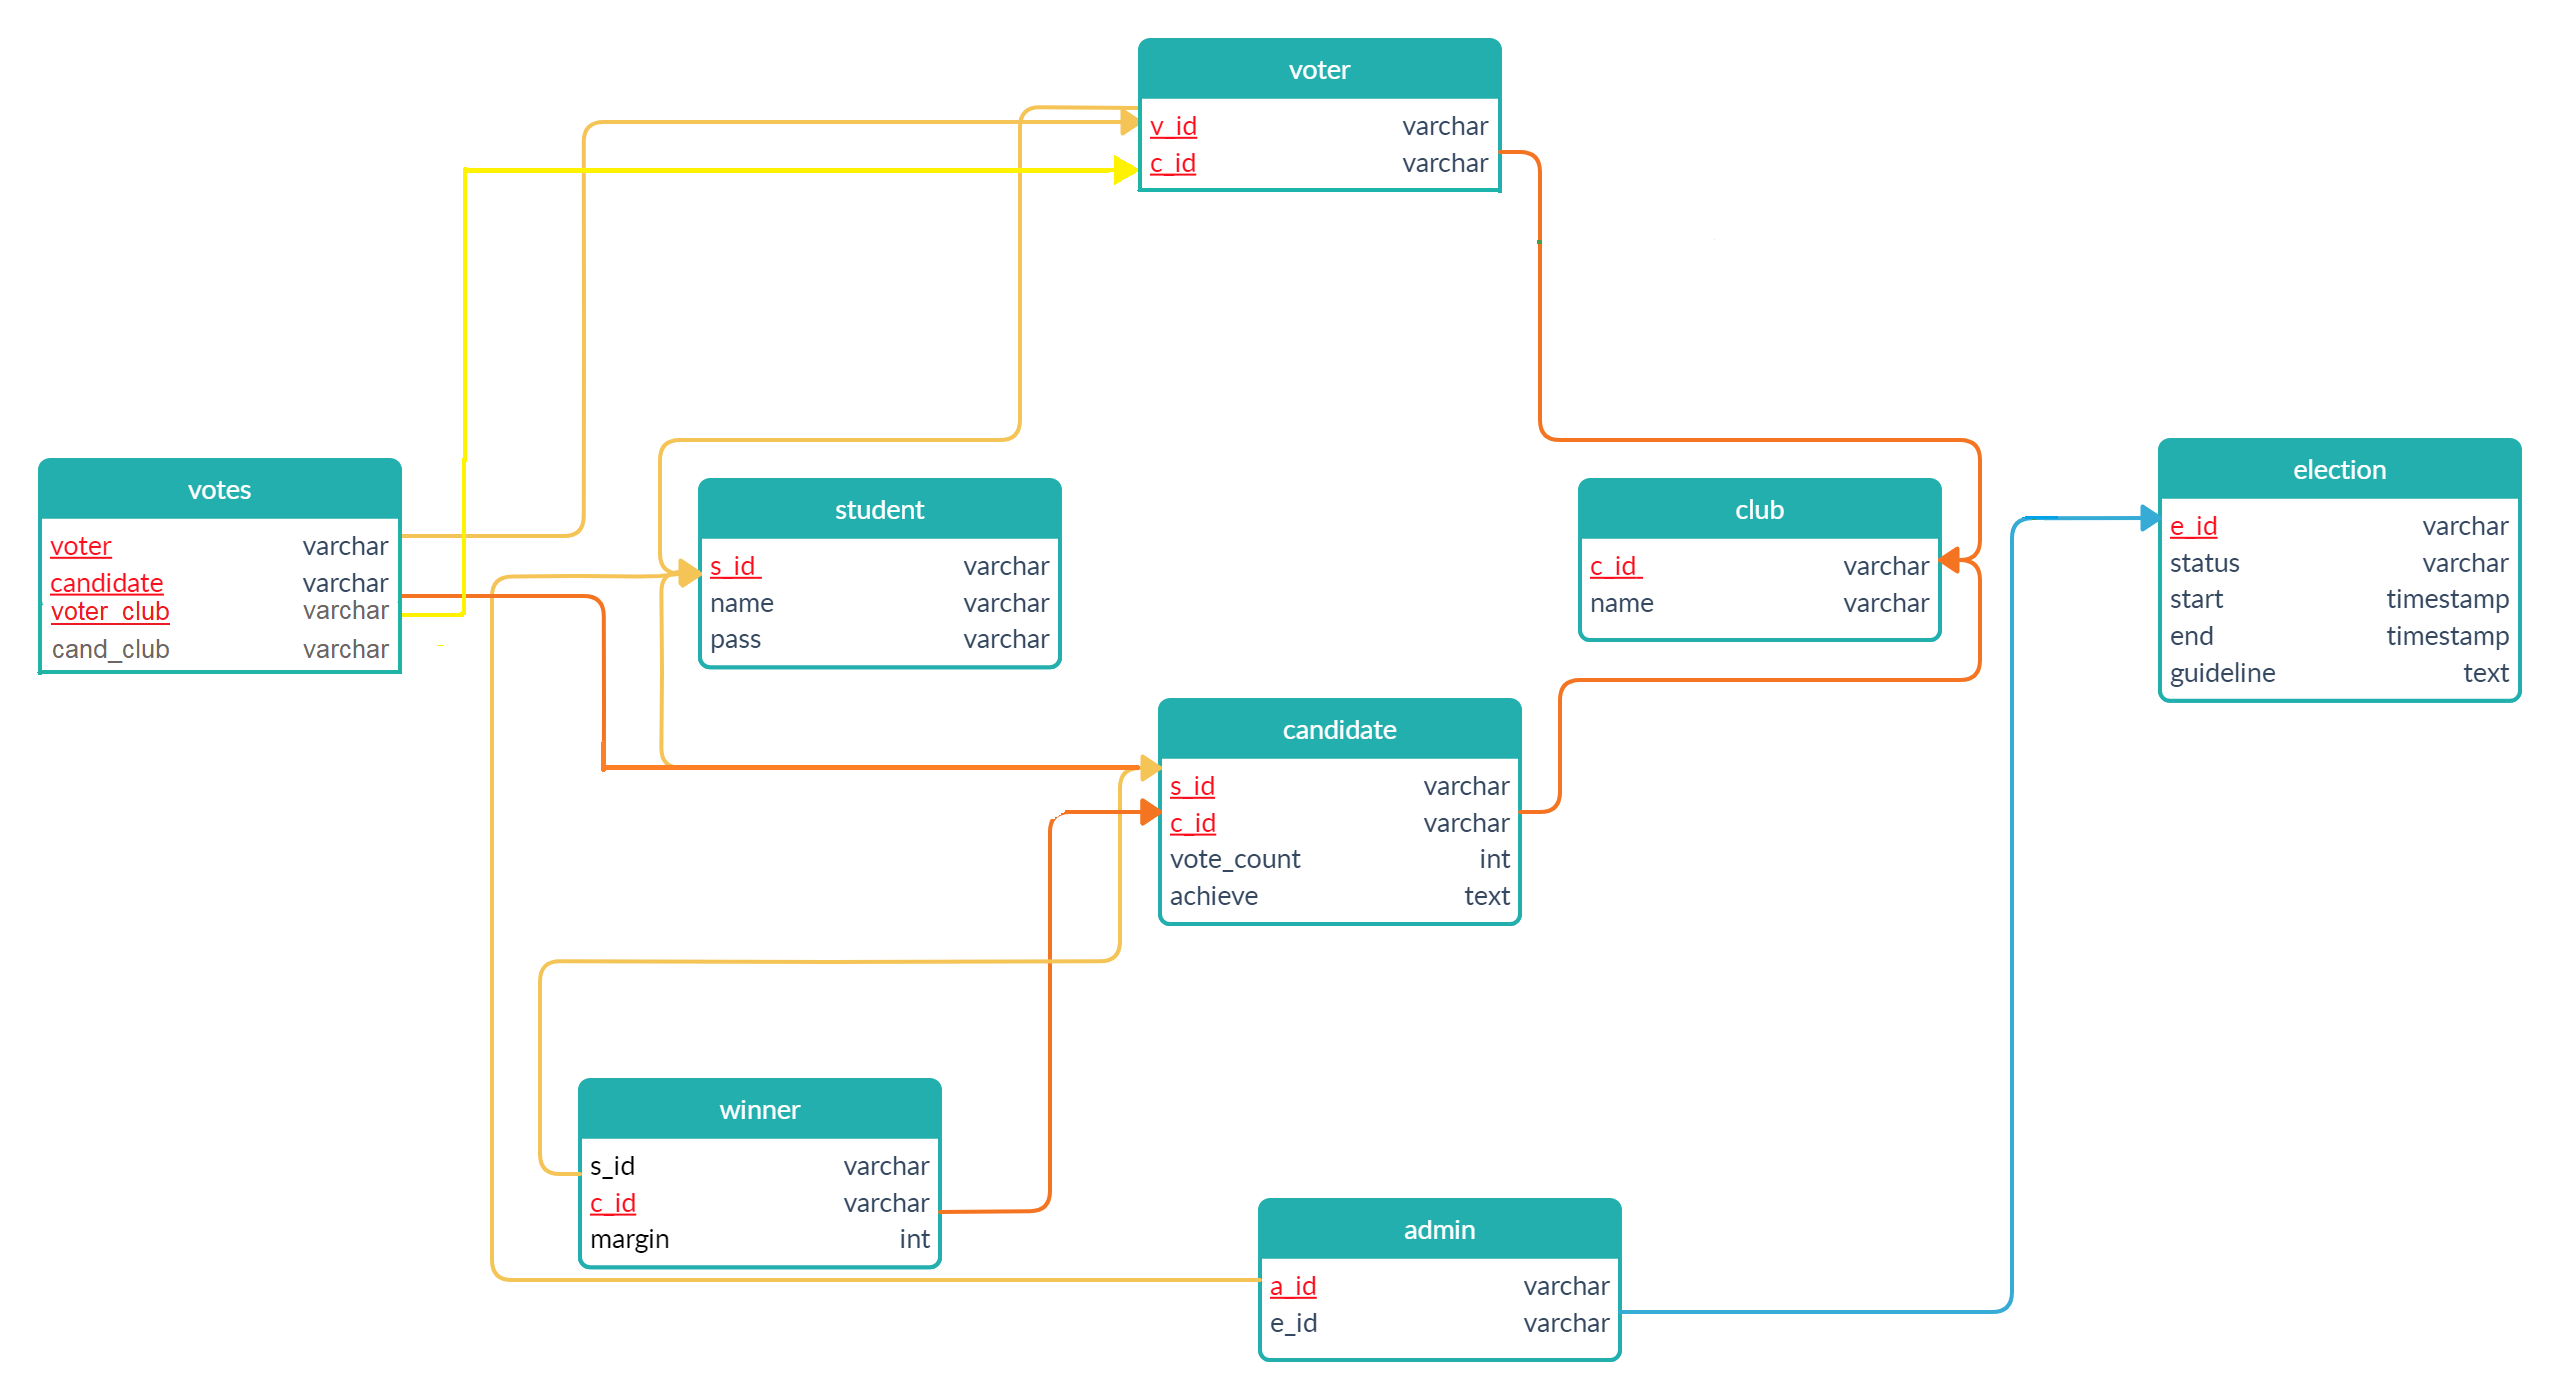 voter
v_id varchar
c_id varchar
votes
voter varchar
candidate varchar
voter_club varchar
cand_club varchar
student
s_id varchar
name varchar
pass varchar
club
c_id varchar
name varchar
election
e_id varchar
status varchar
start timestamp
end timestamp
guideline text
candidate
s_id varchar
c_id varchar
vote_count int
achieve text
winner
s_id varchar
c_id varchar
margin int
admin
a_id varchar
e_id varchar